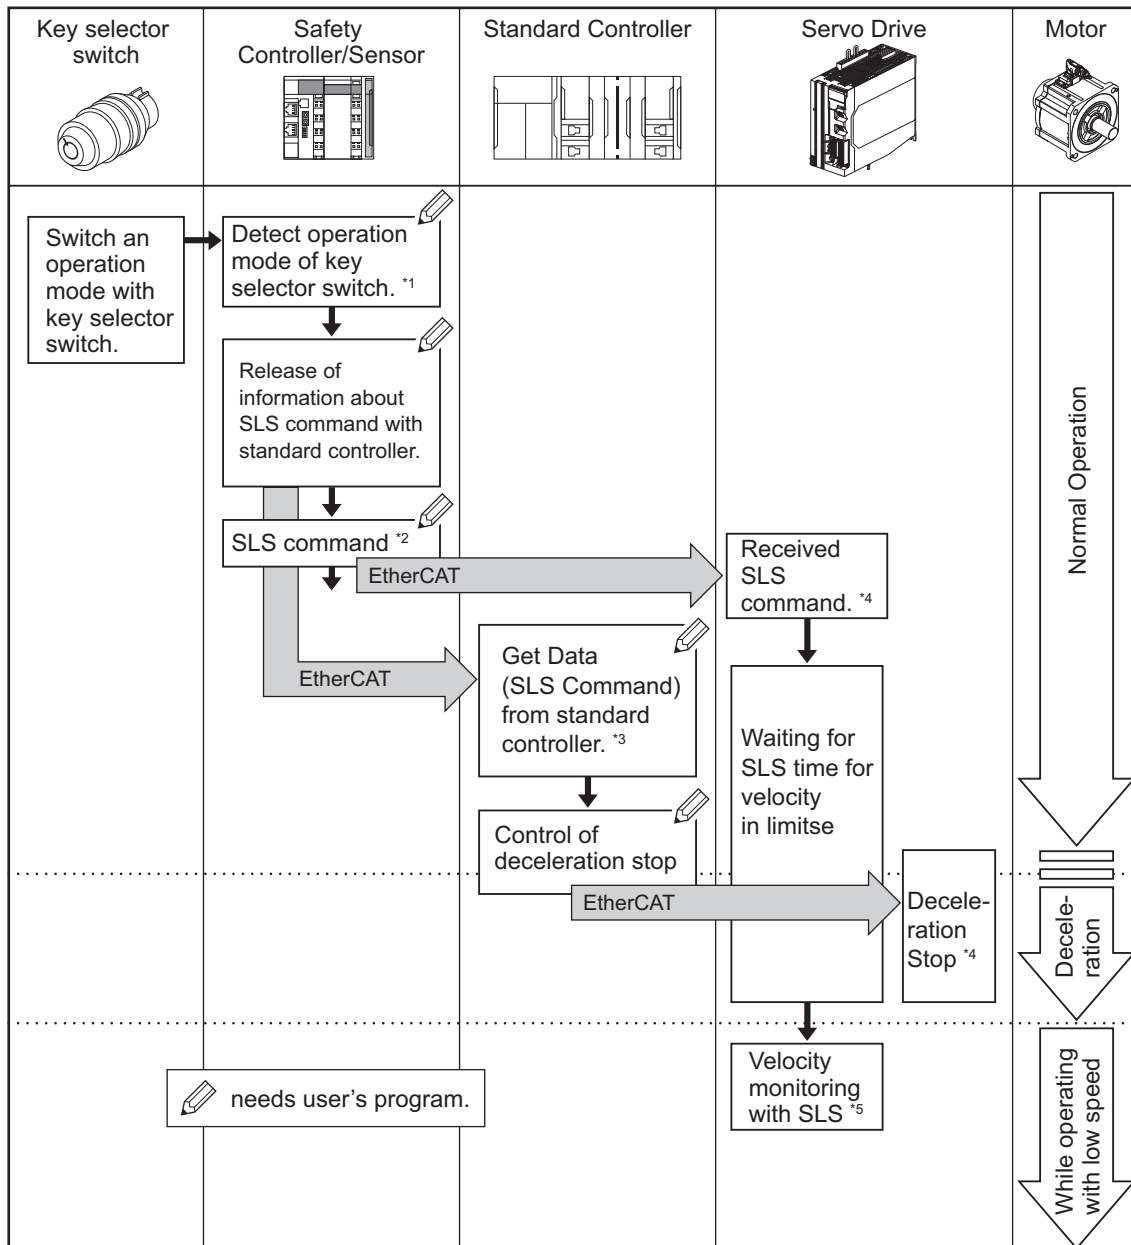 Key selector
switch
Safety
Controller/Sensor
Standard Controller
Servo Drive
Motor
Switch an
operation
mode with
key selector
switch.
Detect operation
mode of key
selector switch. *1
Release of
information about
SLS command with
standard controller.
SLS command *2
EtherCAT
Received
SLS
command. *4
EtherCAT
Get Data
(SLS Command)
from standard
controller. *3
Waiting for
SLS time for
velocity
in limitse
Control of
deceleration stop
EtherCAT
Decele-
ration
Stop *4
Velocity
monitoring
with SLS *5
needs user’s program.
Normal Operation
Decele-
ration
While operating
with low speed